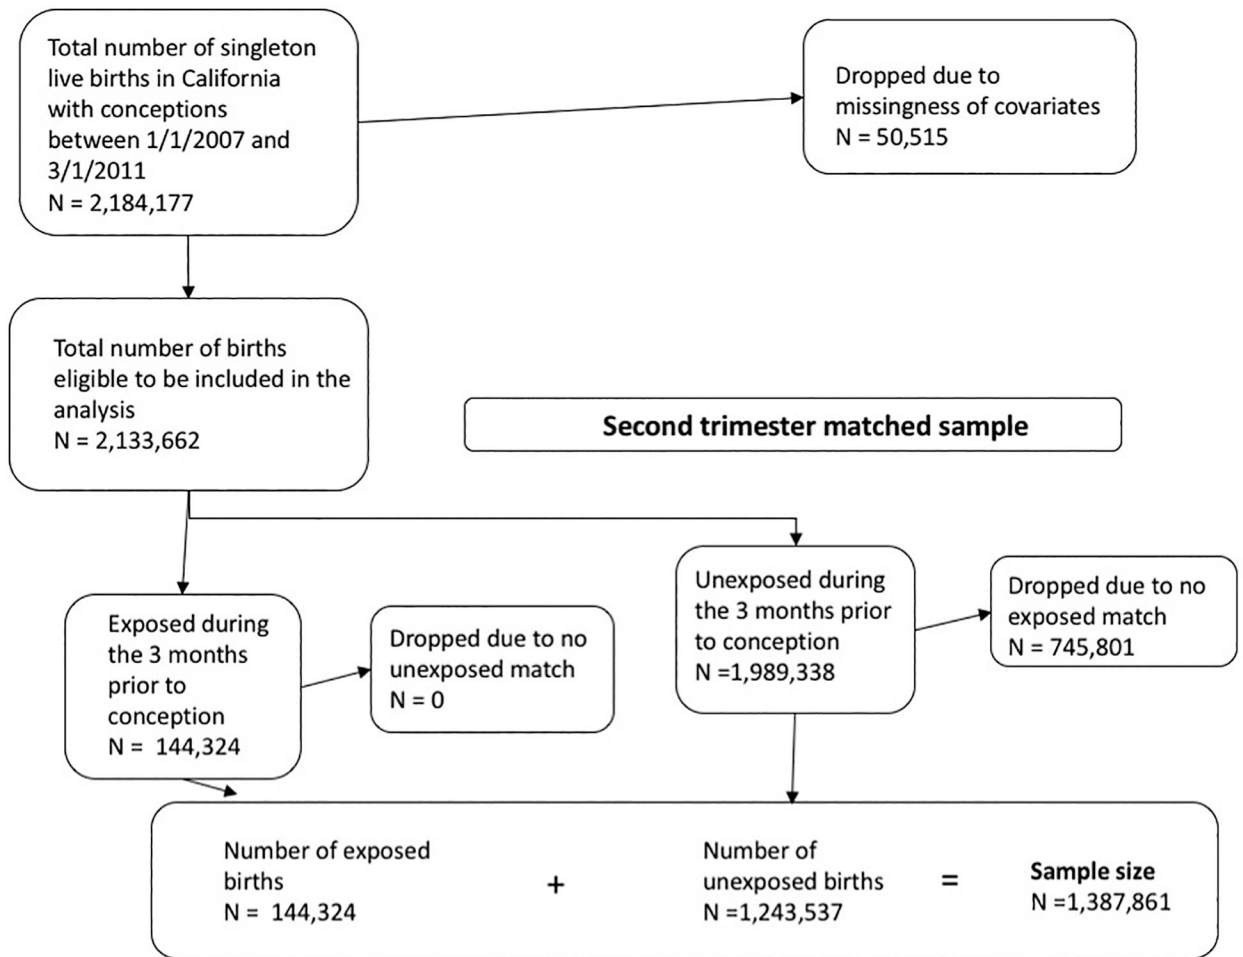 Total number of singleton
live births in California
with conceptions
between 1/1/2007 and
3/1/2011
N = 2,184,177
Dropped due to
missingness of covariates
N = 50,515
Total number of births
eligible to be included in the
analysis
N = 2,133,662
Second trimester matched sample
Exposed during
the 3 months
prior to
conception
N =  144,324
Dropped due to no
unexposed match
N = 0
Unexposed during
the 3 months prior
to conception
N =1,989,338
Dropped due to no
exposed match
N = 745,801
Number of exposed
births
N =  144,324
+
Number of
unexposed births
N =1,243,537
=
Sample size
N =1,387,861